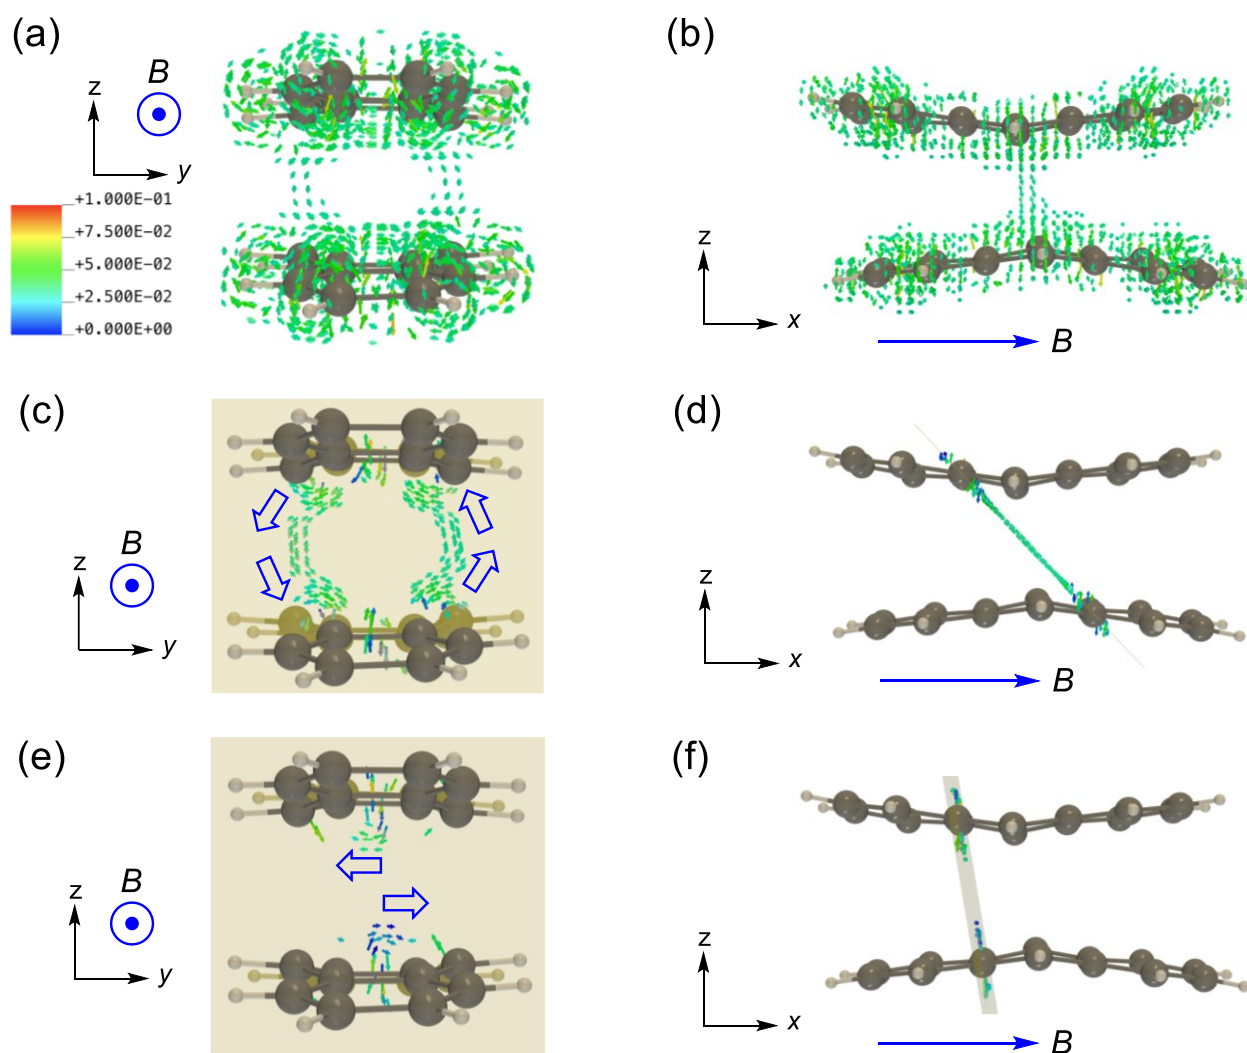 (a)
B
z
y
+1.000E-01
+7.500E-02
+5.000E-02
+2.500E-02
+0.000E+00
(b)
z
x
B
(c)
B
z
y
(d)
z
x
B
(e)
B
z
y
(f)
z
x
B